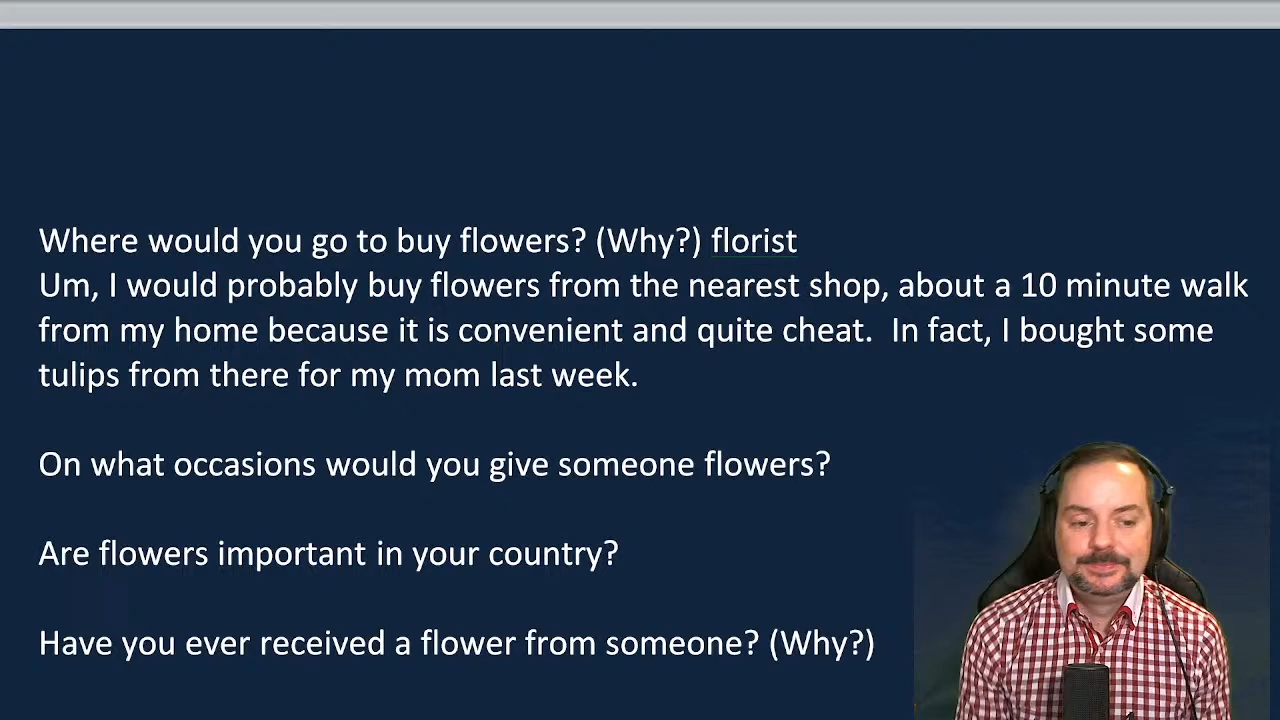 Where would you go to buy flowers? (Why?) florist
Um, I would probably buy flowers from the nearest shop, about a 10 minute walk
from my home because it is convenient and quite cheat.  In fact, I bought some
tulips from there for my mom last week.
On what occasions would you give someone flowers?
Are flowers important in your country?
Have you ever received a flower from someone? (Why?)